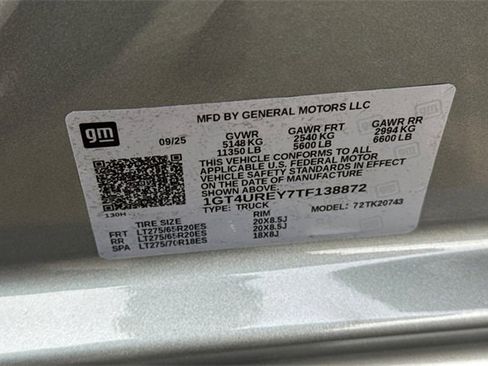 MFD BY GENERAL MOTORS LLC
gm
09/25
GVWR GAWR FRT GAWR RR
5148 KG 2540 KG 2994 KG
11350 LB 5600 LB 6600 LB
THIS VEHICLE CONFORMS TO ALL
APPLICABLE U.S. FEDERAL MOTOR
VEHICLE SAFETY STANDARDS IN EFFECT
ON THE DATE OF MANUFACTURE
SHOWN ABOVE.
1GT4UREY7TF138872
130H
TYPE: TRUCK MODEL: 72TK20743
TIRE SIZE RIM
FRT LT275/65R20ES 20X8.5J
RR LT275/65R20ES 20X8.5J
SPA LT275/70R18ES 18X8J